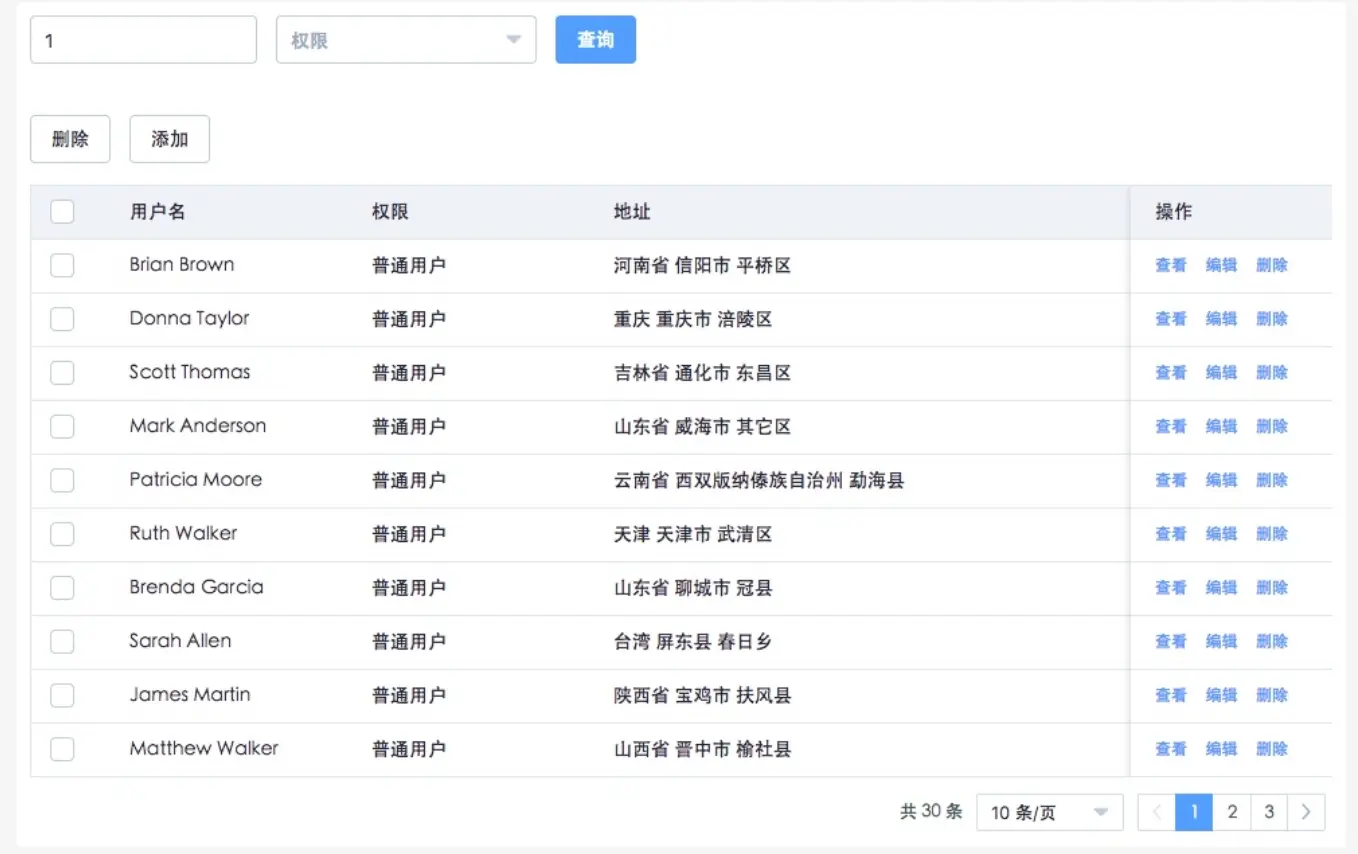 1 权限 查询
删除 添加
用户名 权限 地址 操作
Brian Brown 普通用户 河南省 信阳市 平桥区 查看 编辑 删除
Donna Taylor 普通用户 重庆 重庆市 涪陵区 查看 编辑 删除
Scott Thomas 普通用户 吉林省 通化市 东昌区 查看 编辑 删除
Mark Anderson 普通用户 山东省 威海市 其它区 查看 编辑 删除
Patricia Moore 普通用户 云南省 西双版纳傣族自治州 勐海县 查看 编辑 删除
Ruth Walker 普通用户 天津 天津市 武清区 查看 编辑 删除
Brenda Garcia 普通用户 山东省 聊城市 冠县 查看 编辑 删除
Sarah Allen 普通用户 台湾 屏东县 春日乡 查看 编辑 删除
James Martin 普通用户 陕西省 宝鸡市 扶风县 查看 编辑 删除
Matthew Walker 普通用户 山西省 晋中市 榆社县 查看 编辑 删除
共 30 条 10 条/页 1 2 3